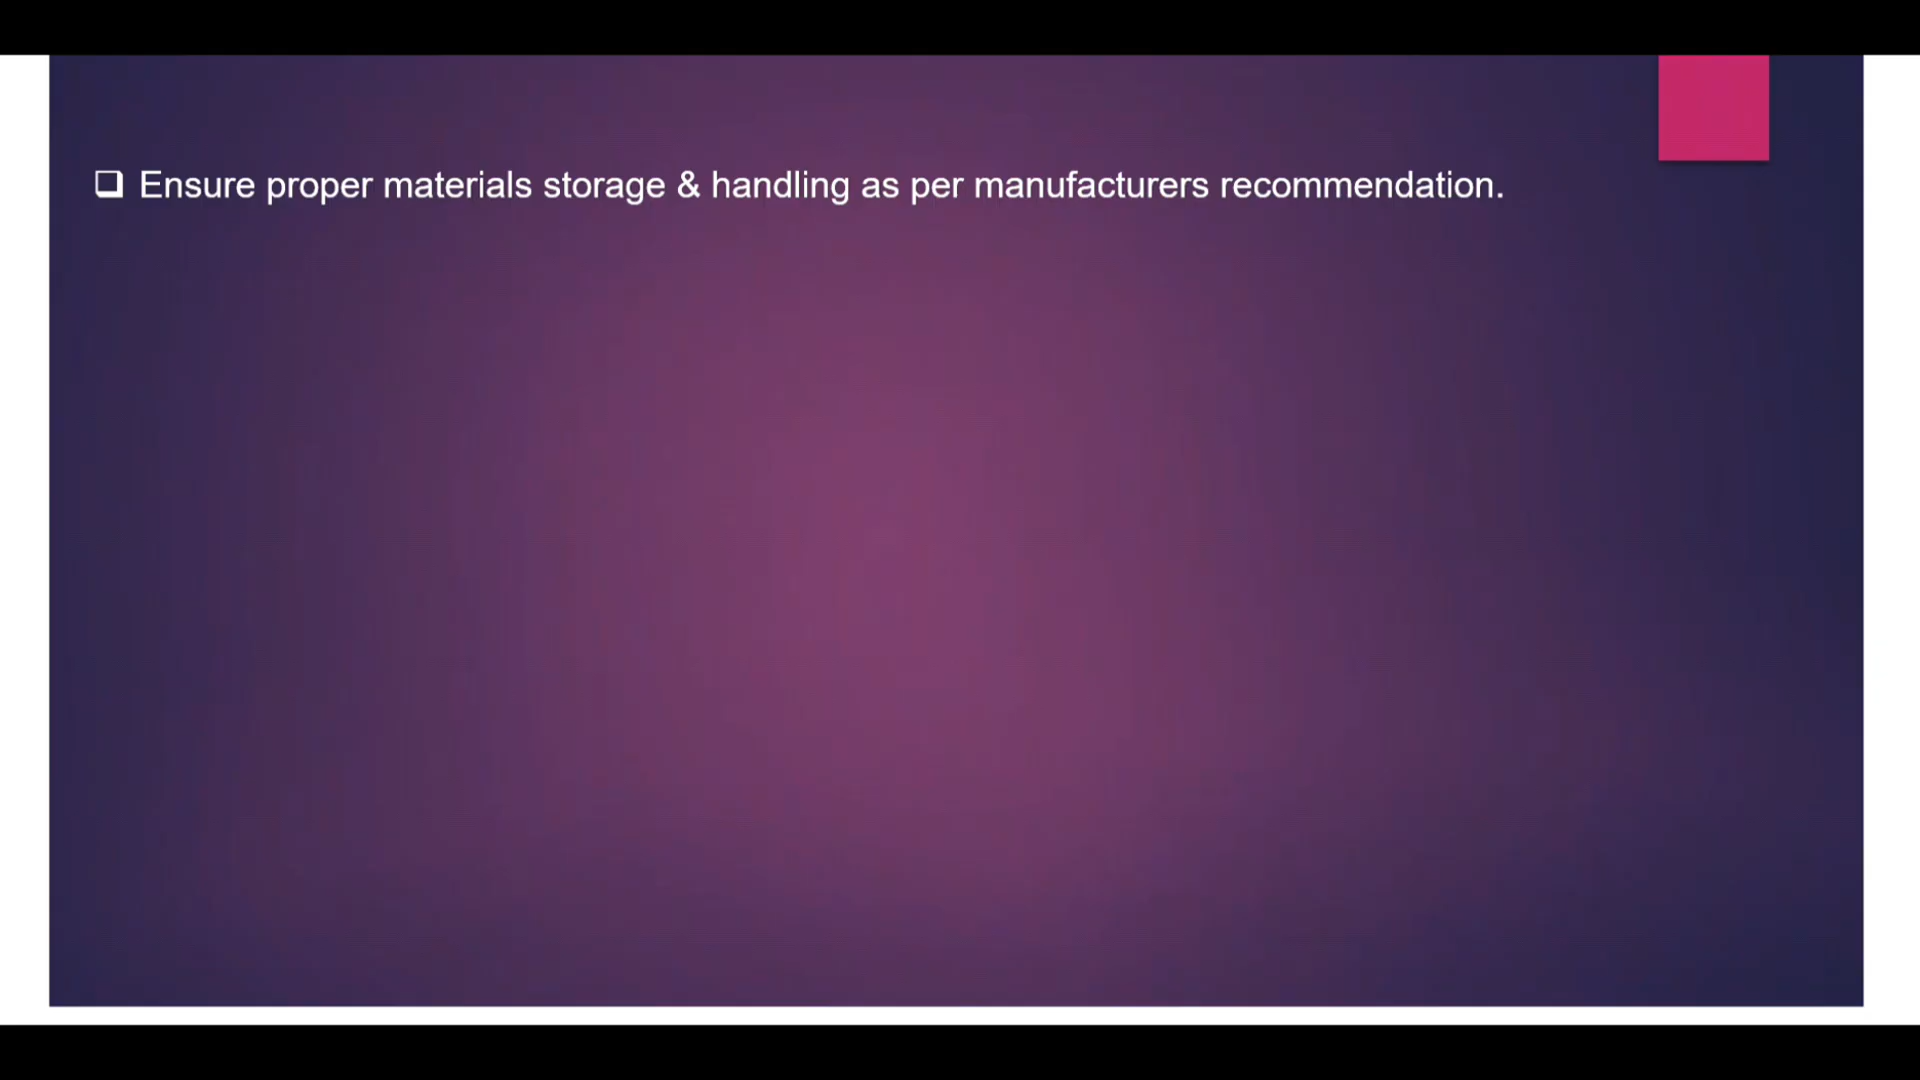 ❑ Ensure proper materials storage & handling as per manufacturers recommendation.